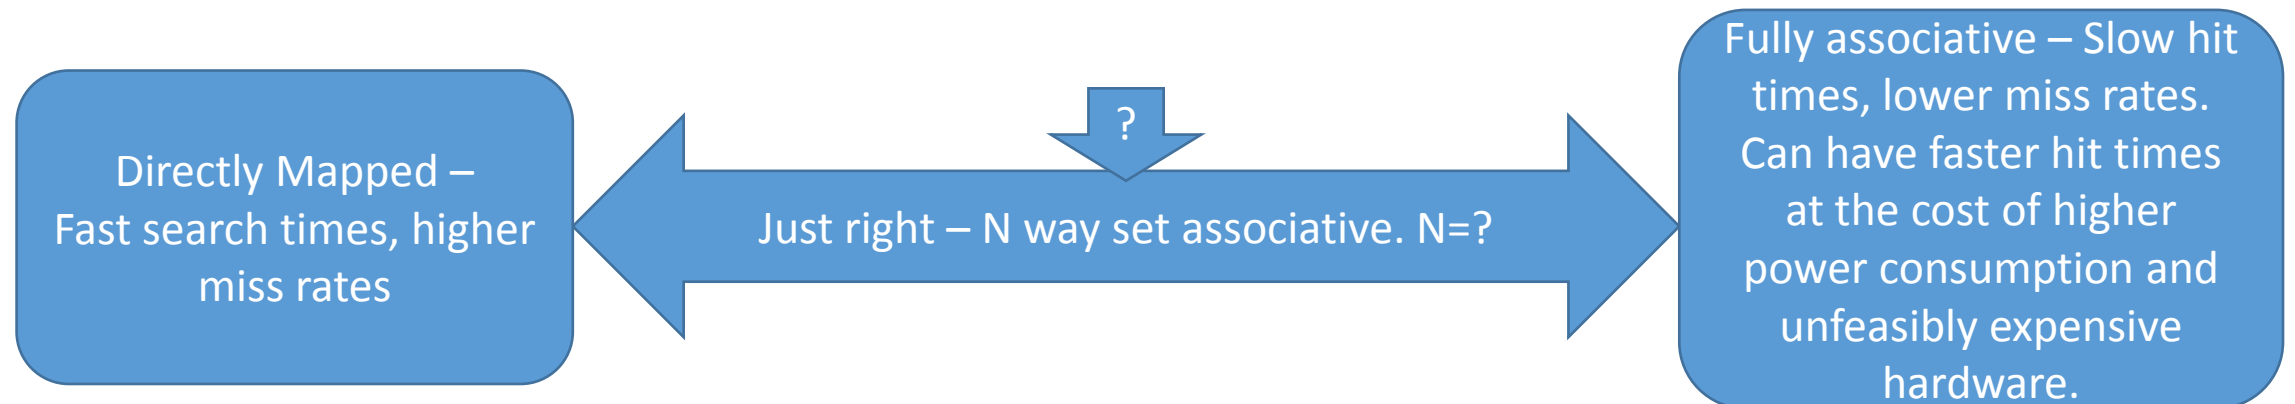 Directly Mapped –
Fast search times, higher
miss rates
?
Just right – N way set associative. N=?
Fully associative – Slow hit
times, lower miss rates.
Can have faster hit times
at the cost of higher
power consumption and
unfeasibly expensive
hardware.